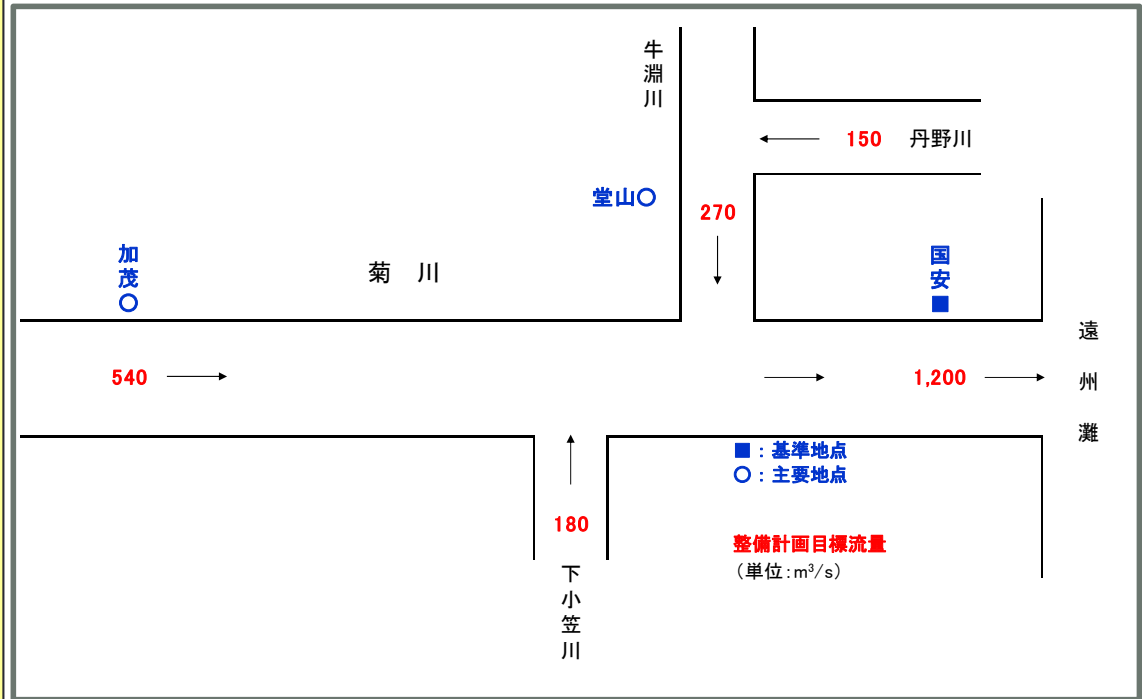 牛淵川
150 丹野川
堂山○
270
加茂○
菊 川
国安■
遠州灘
540
1,200
■：基準地点
○：主要地点
180
整備計画目標流量
（単位：m³/s）
下小笠川